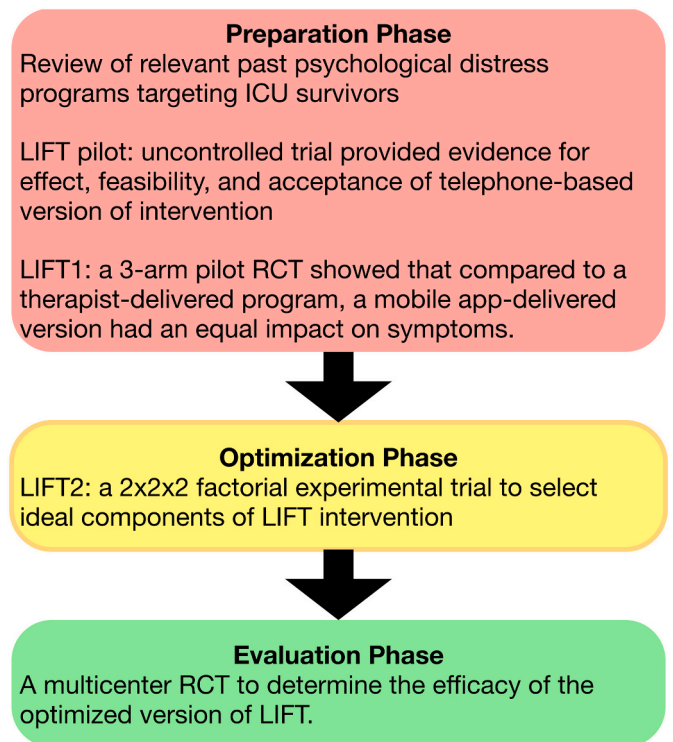 Preparation Phase
Review of relevant past psychological distress
programs targeting ICU survivors
LIFT pilot: uncontrolled trial provided evidence for
effect, feasibility, and acceptance of telephone-based
version of intervention
LIFT1: a 3-arm pilot RCT showed that compared to a
therapist-delivered program, a mobile app-delivered
version had an equal impact on symptoms.
Optimization Phase
LIFT2: a 2x2x2 factorial experimental trial to select
ideal components of LIFT intervention
Evaluation Phase
A multicenter RCT to determine the efficacy of the
optimized version of LIFT.